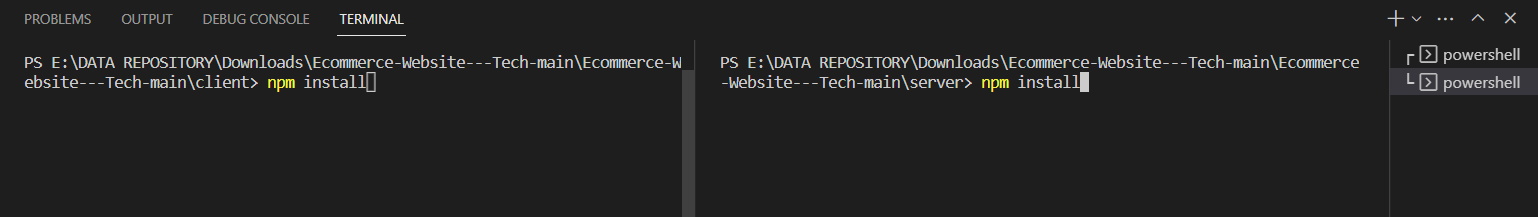 PROBLEMS OUTPUT DEBUG CONSOLE TERMINAL
PS E:\DATA REPOSITORY\Downloads\Ecommerce-Website---Tech-main\Ecommerce-W
ebsite---Tech-main\client> npm install
PS E:\DATA REPOSITORY\Downloads\Ecommerce-Website---Tech-main\Ecommerce
-Website---Tech-main\server> npm install
powershell
powershell